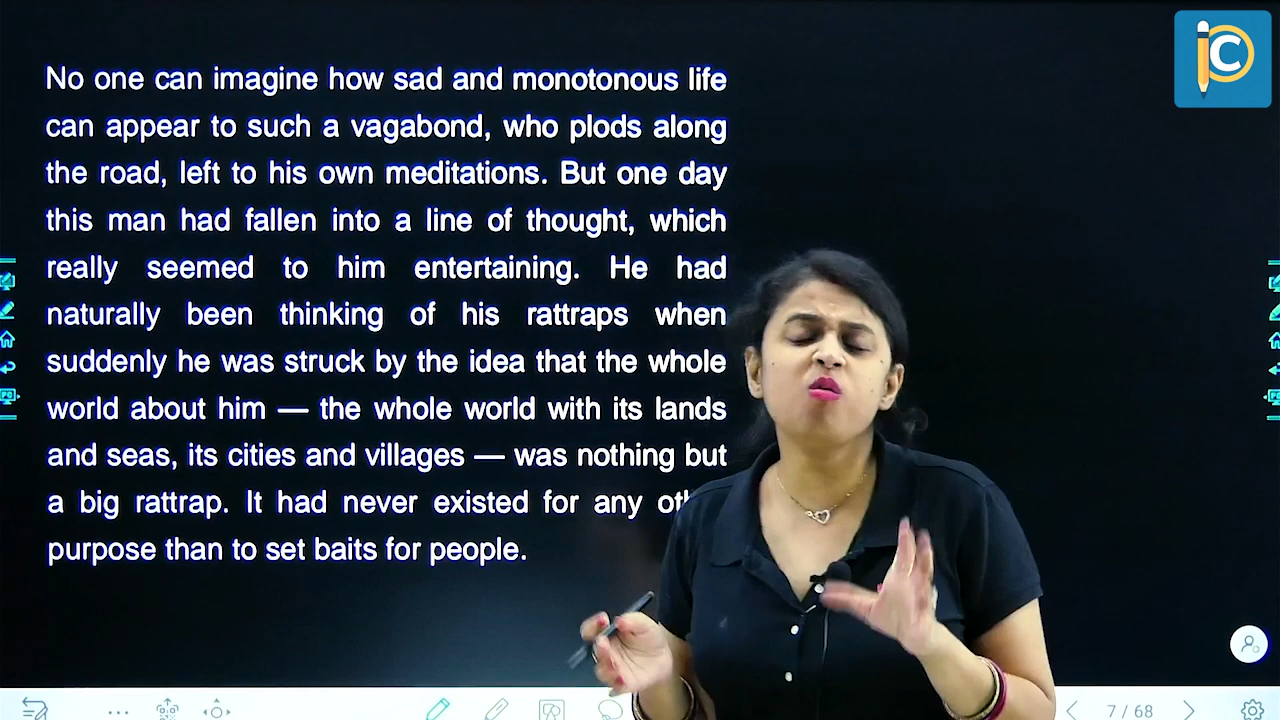 No one can imagine how sad and monotonous life
can appear to such a vagabond, who plods along
the road, left to his own meditations. But one day
this man had fallen into a line of thought, which
really seemed to him entertaining. He had
naturally been thinking of his rattraps when
suddenly he was struck by the idea that the whole
world about him — the whole world with its lands
and seas, its cities and villages — was nothing but
a big rattrap. It had never existed for any
purpose than to set baits for people.
7 / 68